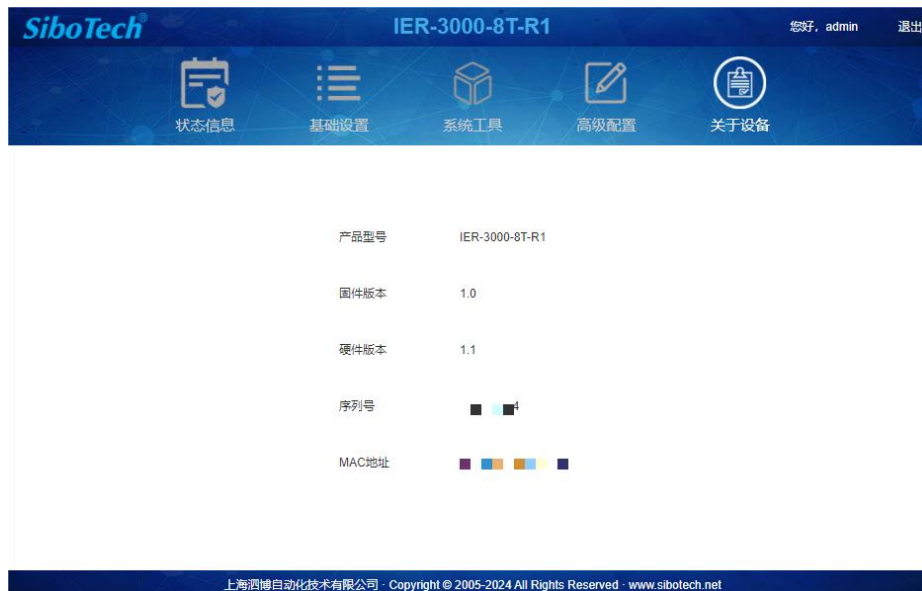 SiboTech® IER-3000-8T-R1 您好，admin 退出
状态信息 基础设置 系统工具 高级配置 关于设备
产品型号 IER-3000-8T-R1
固件版本 1.0
硬件版本 1.1
序列号 4
MAC地址
上海泗博自动化技术有限公司 · Copyright © 2005-2024 All Rights Reserved · www.sibotech.net